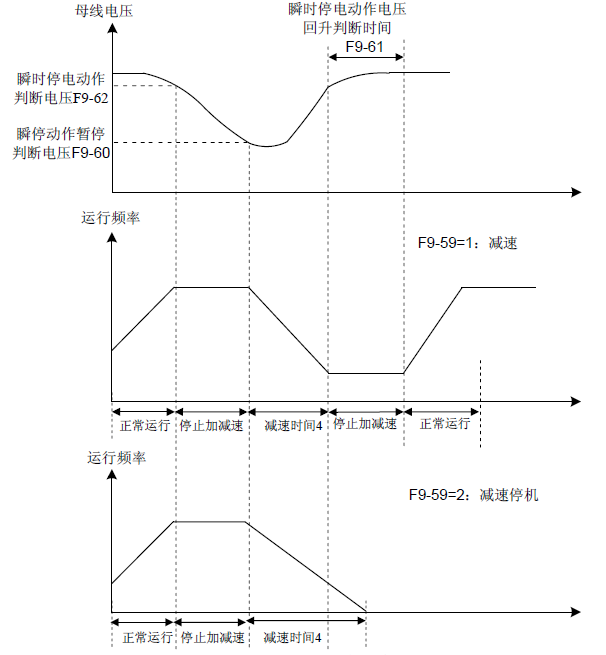 母线电压
瞬时停电动作电压
回升判断时间
F9-61
瞬时停电动作
判断电压F9-62
瞬停动作暂停
判断电压F9-60
运行频率
F9-59=1：减速
正常运行
停止加减速
减速时间4
停止加减速
正常运行
运行频率
F9-59=2：减速停机
正常运行
停止加减速
减速时间4